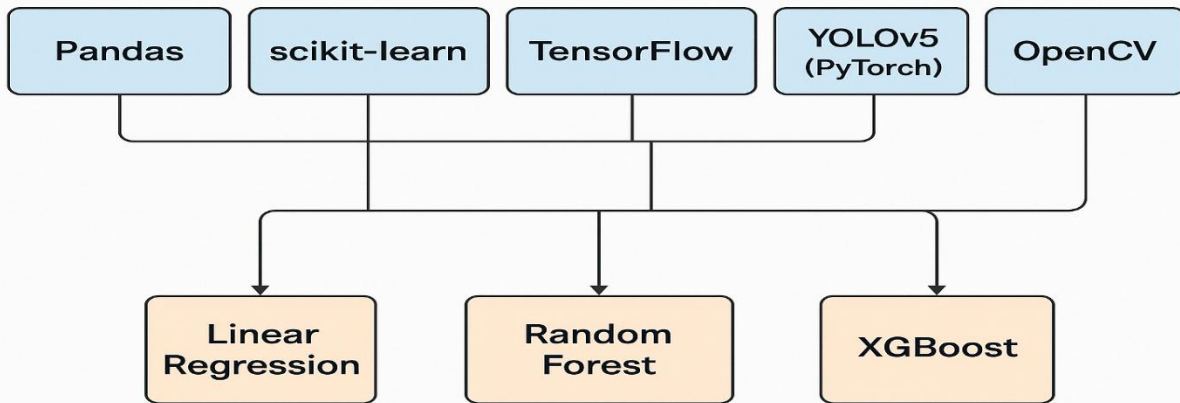 Pandas
scikit-learn
TensorFlow
YOLOv5
(PyTorch)
OpenCV
Linear
Regression
Random
Forest
XGBoost